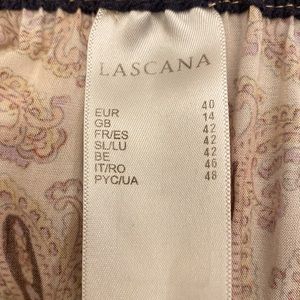 LASCANA
EUR 40
GB 14
FR/ES 42
SL/LU 42
BE 42
IT/RO 46
PYC/UA 48